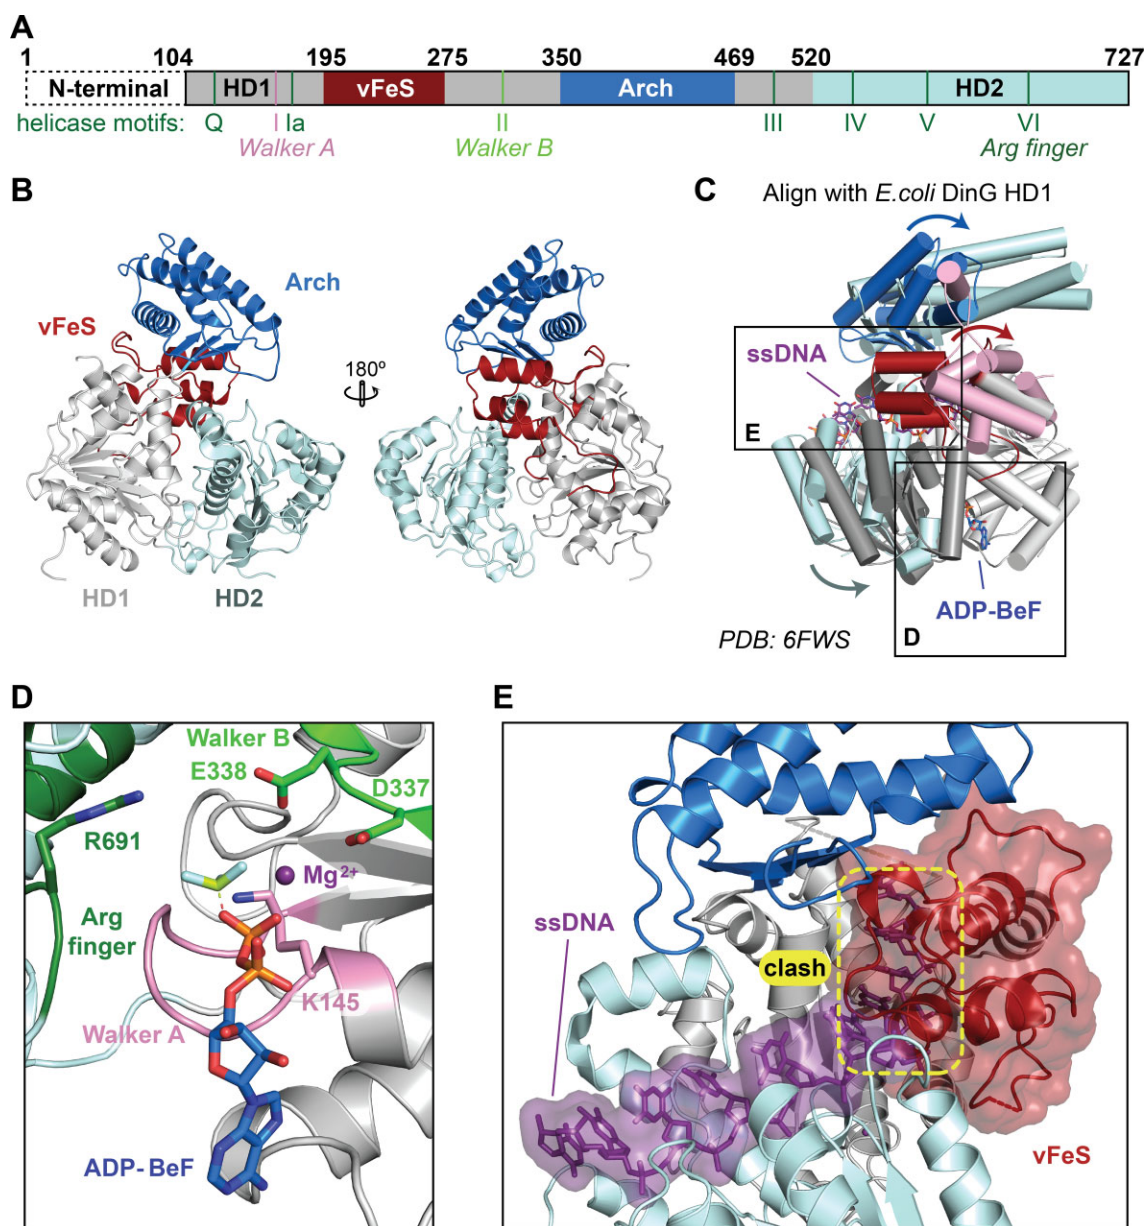 A
1 104 195 275 350 469 520 727
N-terminal HD1 vFeS Arch HD2
helicase motifs: Q I Ia II III IV V VI
Walker A Walker B Arg finger
B
Arch
vFeS
180º
HD1 HD2
C Align with E.coli DinG HD1
ssDNA
E
ADP-BeF
D
PDB: 6FWS
D
Walker B
E338
D337
R691
Mg2+
Arg
finger
K145
Walker A
ADP- BeF
E
ssDNA
clash
vFeS